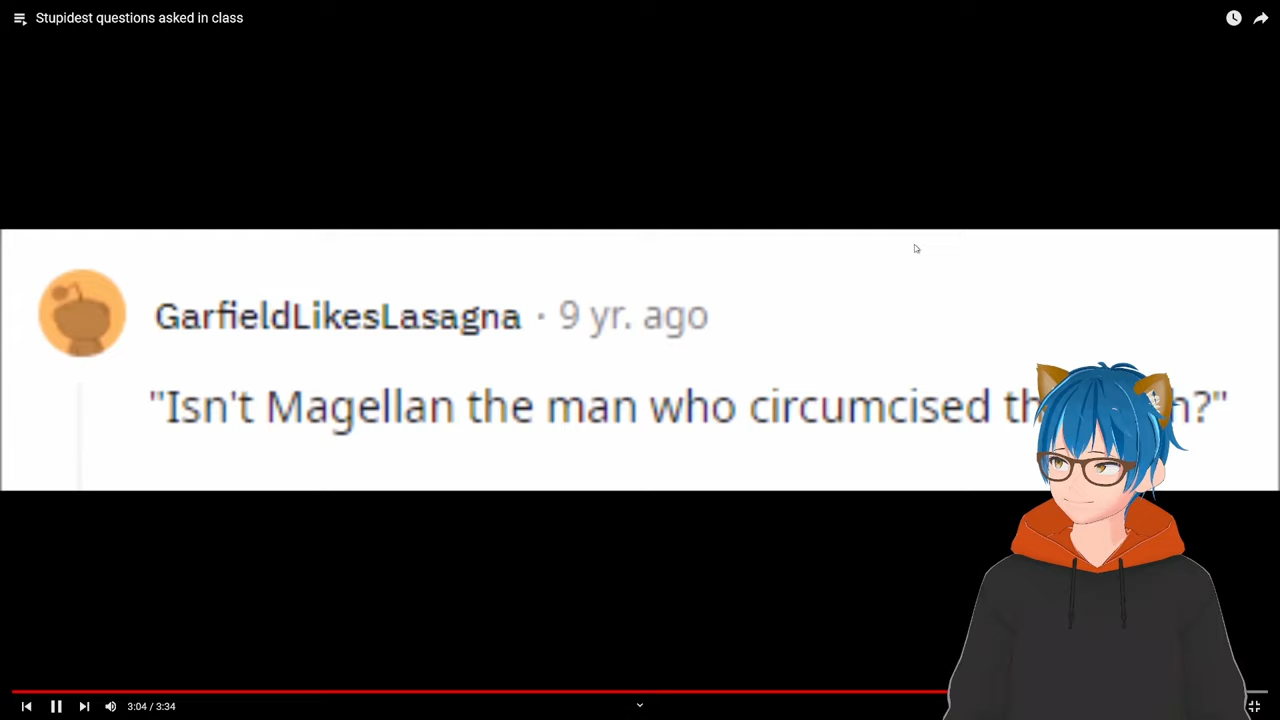 Stupidest questions asked in class
GarfieldLikesLasagna · 9 yr. ago
"Isn't Magellan the man who circumcised
3:04 / 3:34